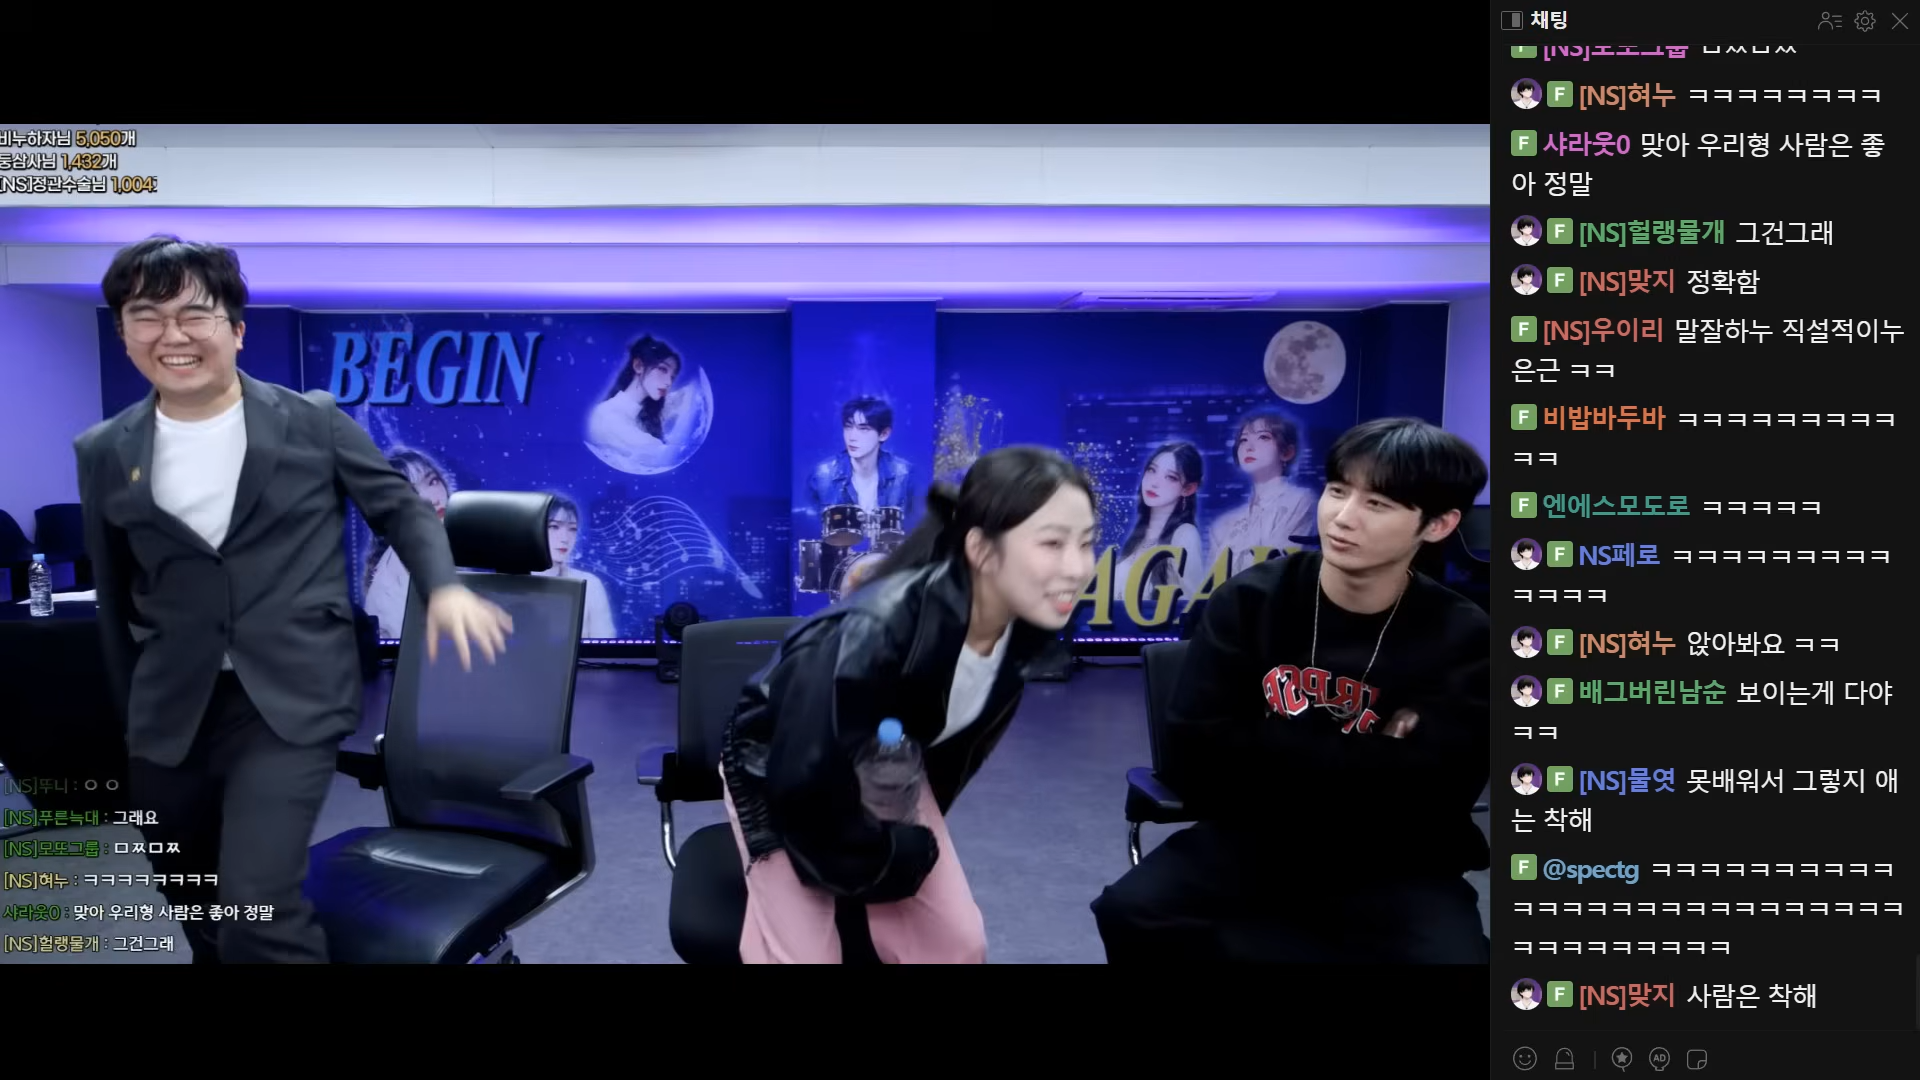 비누하자님 5,050개
둥삼사님 1,432개
[NS]정관수술님 1,004
BEGIN
AGA
[NS]뚜니 : ㅇ ㅇ
[NS]푸른늑대 : 그래요
[NS]모또그룹 : ㅁㅉㅁㅉ
[NS]혀누 : ㅋㅋㅋㅋㅋㅋㅋㅋ
샤라웃0 : 맞아 우리형 사람은 좋아 정말
[NS]헐랭물개 : 그건그래
채팅
[NS]모또그룹 ㅁㅉㅁㅉ
F [NS]혀누 ㅋㅋㅋㅋㅋㅋㅋㅋ
F 샤라웃0 맞아 우리형 사람은 좋
아 정말
F [NS]헐랭물개 그건그래
F [NS]맞지 정확함
F [NS]우이리 말잘하누 직설적이누
은근 ㅋㅋ
F 비밥바두바 ㅋㅋㅋㅋㅋㅋㅋㅋㅋ
ㅋㅋ
F 엔에스모도로 ㅋㅋㅋㅋㅋ
F NS페로 ㅋㅋㅋㅋㅋㅋㅋㅋㅋ
ㅋㅋㅋㅋ
F [NS]혀누 앉아봐요 ㅋㅋ
F 배그버린남순 보이는게 다야
ㅋㅋ
F [NS]물엿 못배워서 그렇지 애
는 착해
F @spectg ㅋㅋㅋㅋㅋㅋㅋㅋㅋㅋ
ㅋㅋㅋㅋㅋㅋㅋㅋㅋㅋㅋㅋㅋㅋㅋㅋ
ㅋㅋㅋㅋㅋㅋㅋㅋㅋ
F [NS]맞지 사람은 착해
AD